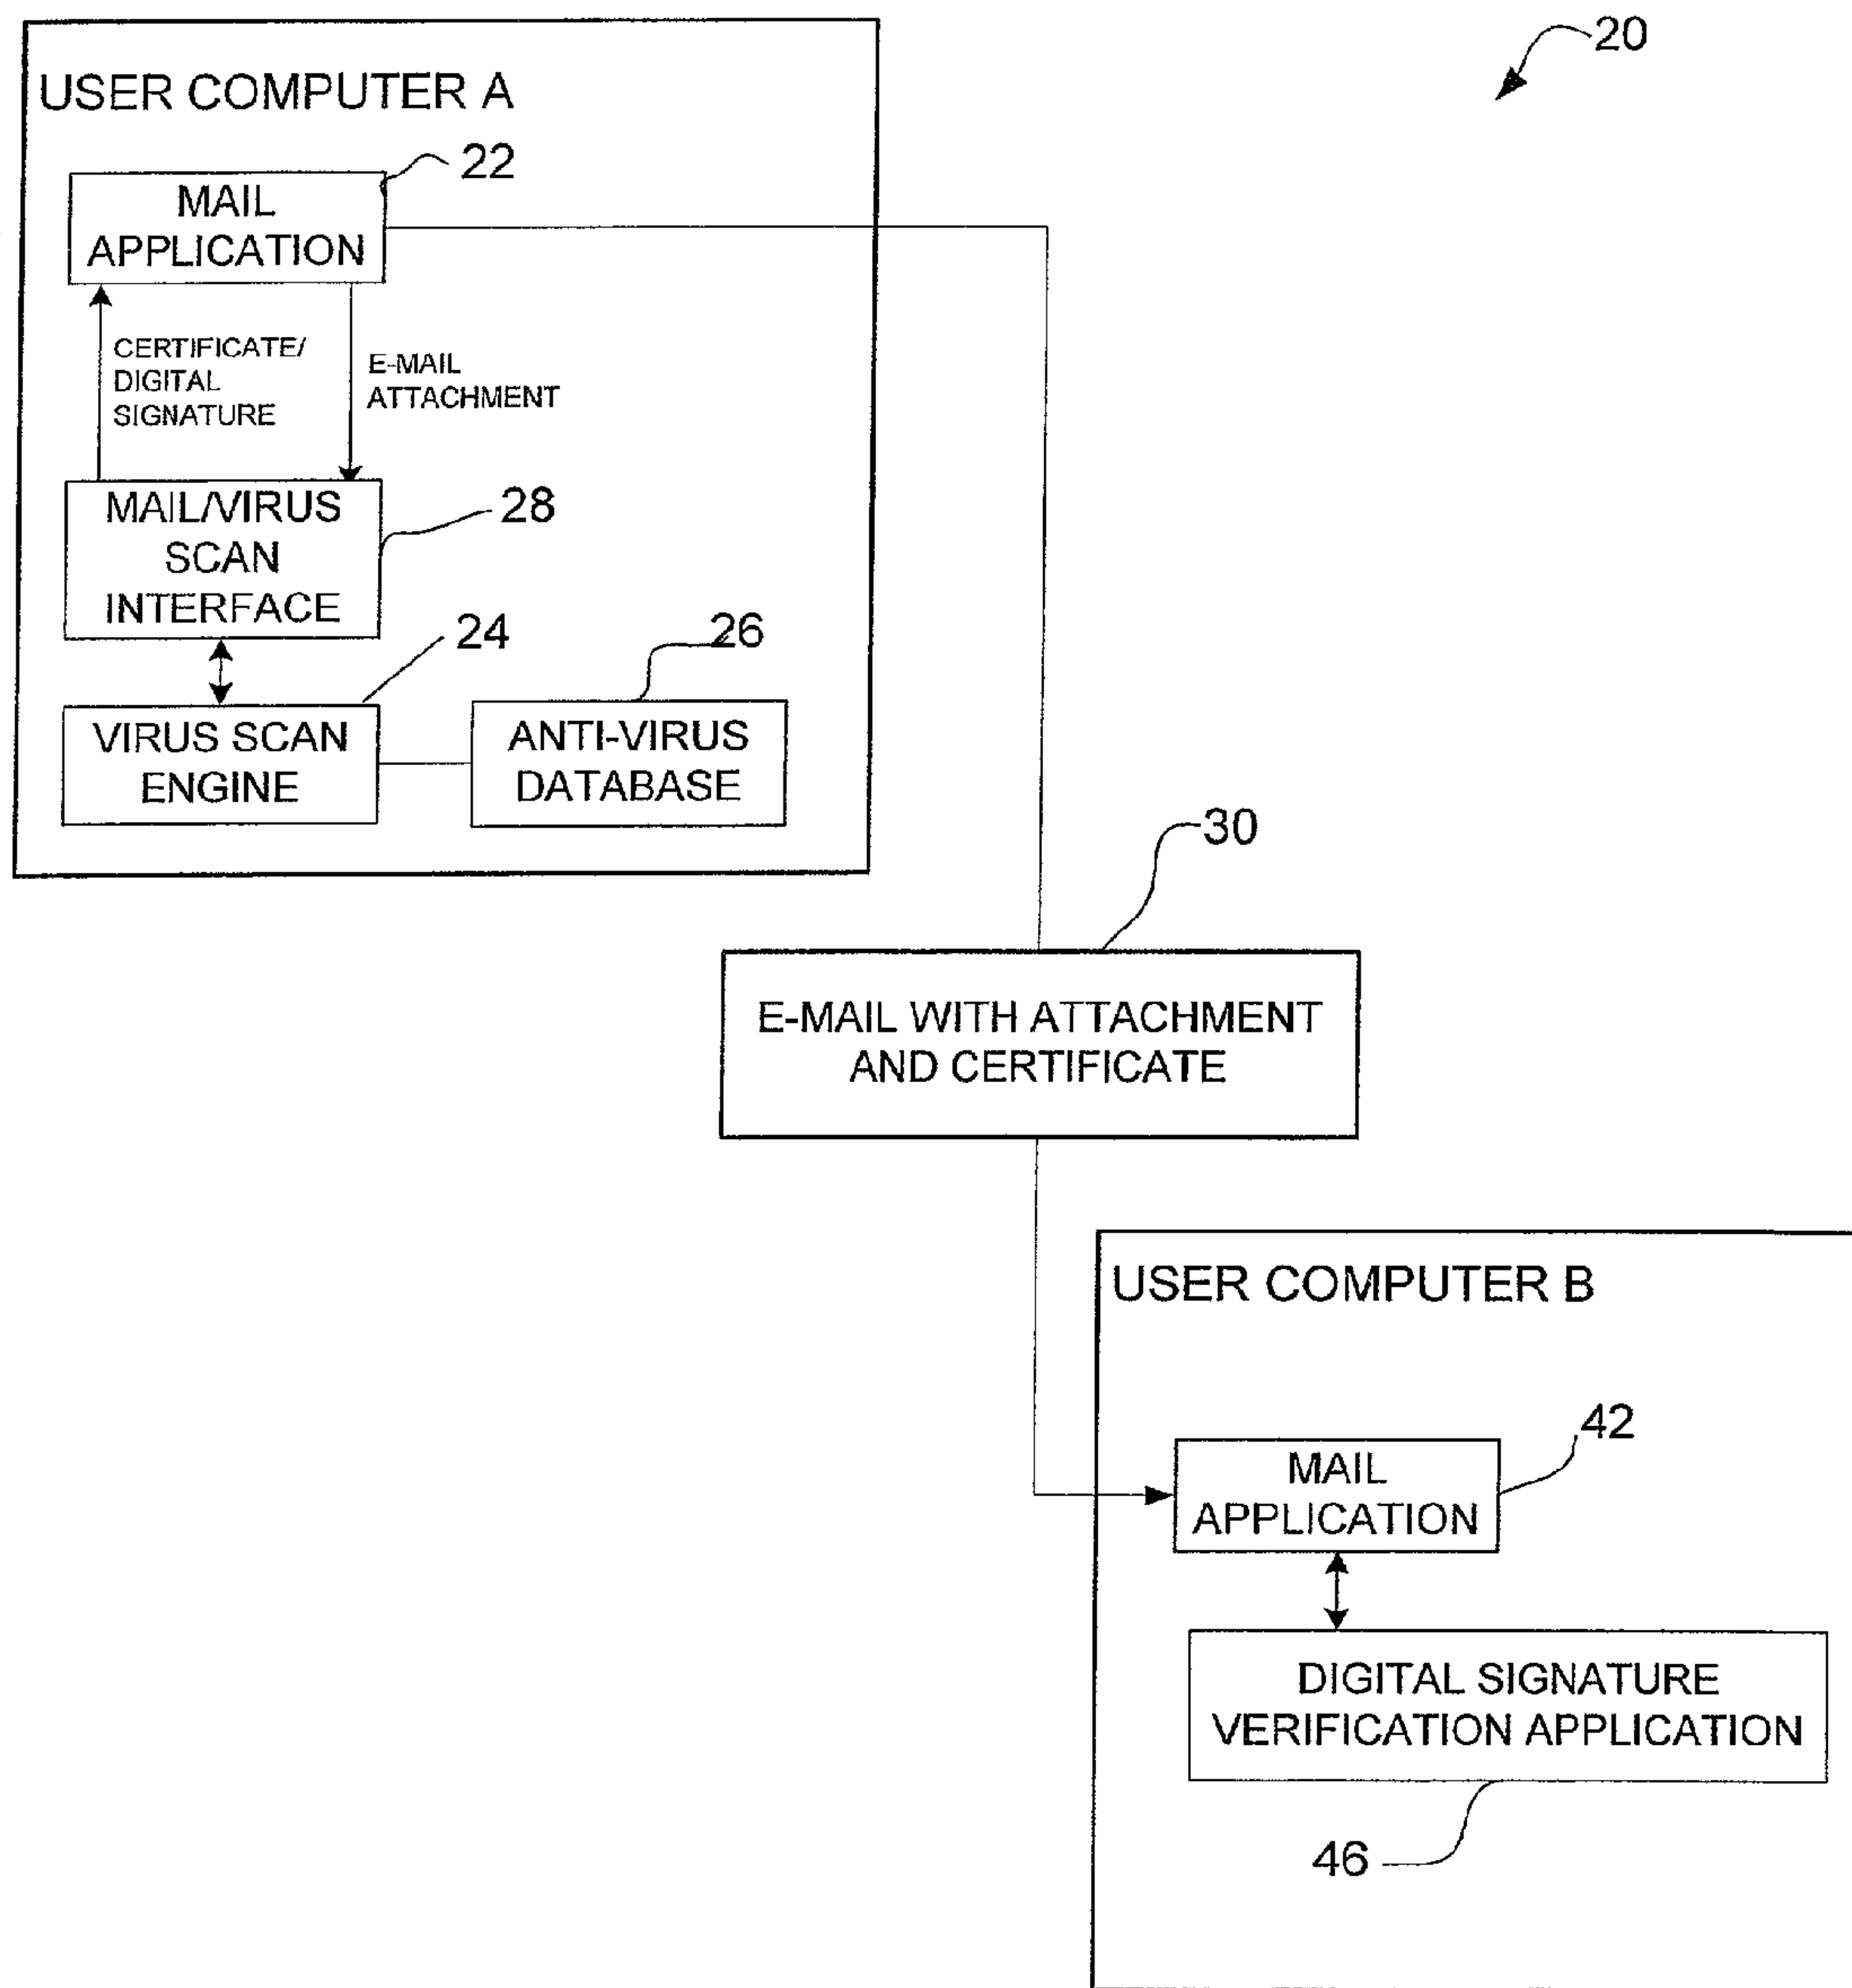 20
USER COMPUTER A
22
MAIL
APPLICATION
CERTIFICATE/
DIGITAL
SIGNATURE
E-MAIL
ATTACHMENT
MAIL/VIRUS
SCAN
INTERFACE
28
24
26
VIRUS SCAN
ENGINE
ANTI-VIRUS
DATABASE
30
E-MAIL WITH ATTACHMENT
AND CERTIFICATE
USER COMPUTER B
42
MAIL
APPLICATION
DIGITAL SIGNATURE
VERIFICATION APPLICATION
46